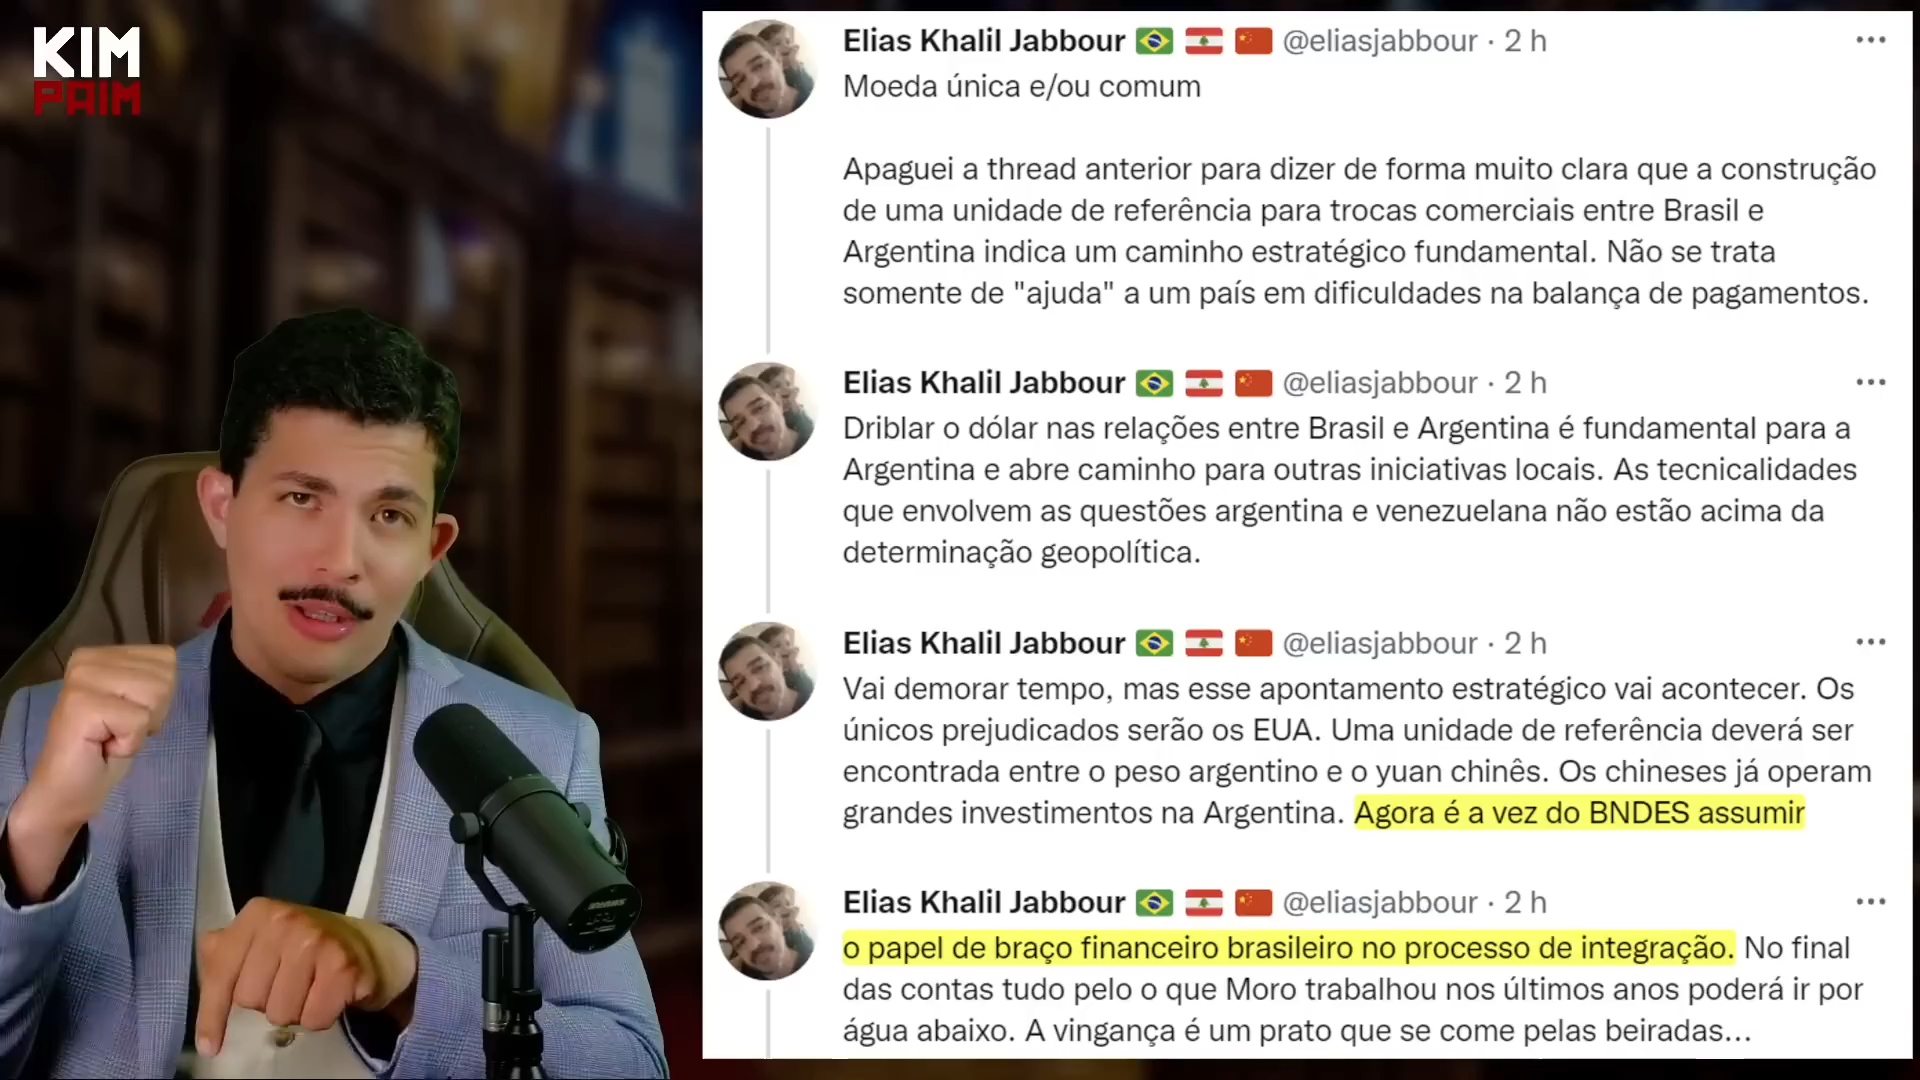 KIM
PAIM
Elias Khalil Jabbour @eliasjabbour · 2 h
Moeda única e/ou comum
Apaguei a thread anterior para dizer de forma muito clara que a construção
de uma unidade de referência para trocas comerciais entre Brasil e
Argentina indica um caminho estratégico fundamental. Não se trata
somente de "ajuda" a um país em dificuldades na balança de pagamentos.
Elias Khalil Jabbour @eliasjabbour · 2 h
Driblar o dólar nas relações entre Brasil e Argentina é fundamental para a
Argentina e abre caminho para outras iniciativas locais. As tecnicalidades
que envolvem as questões argentina e venezuelana não estão acima da
determinação geopolítica.
Elias Khalil Jabbour @eliasjabbour · 2 h
Vai demorar tempo, mas esse apontamento estratégico vai acontecer. Os
únicos prejudicados serão os EUA. Uma unidade de referência deverá ser
encontrada entre o peso argentino e o yuan chinês. Os chineses já operam
grandes investimentos na Argentina. Agora é a vez do BNDES assumir
Elias Khalil Jabbour @eliasjabbour · 2 h
o papel de braço financeiro brasileiro no processo de integração. No final
das contas tudo pelo o que Moro trabalhou nos últimos anos poderá ir por
água abaixo. A vingança é um prato que se come pelas beiradas...